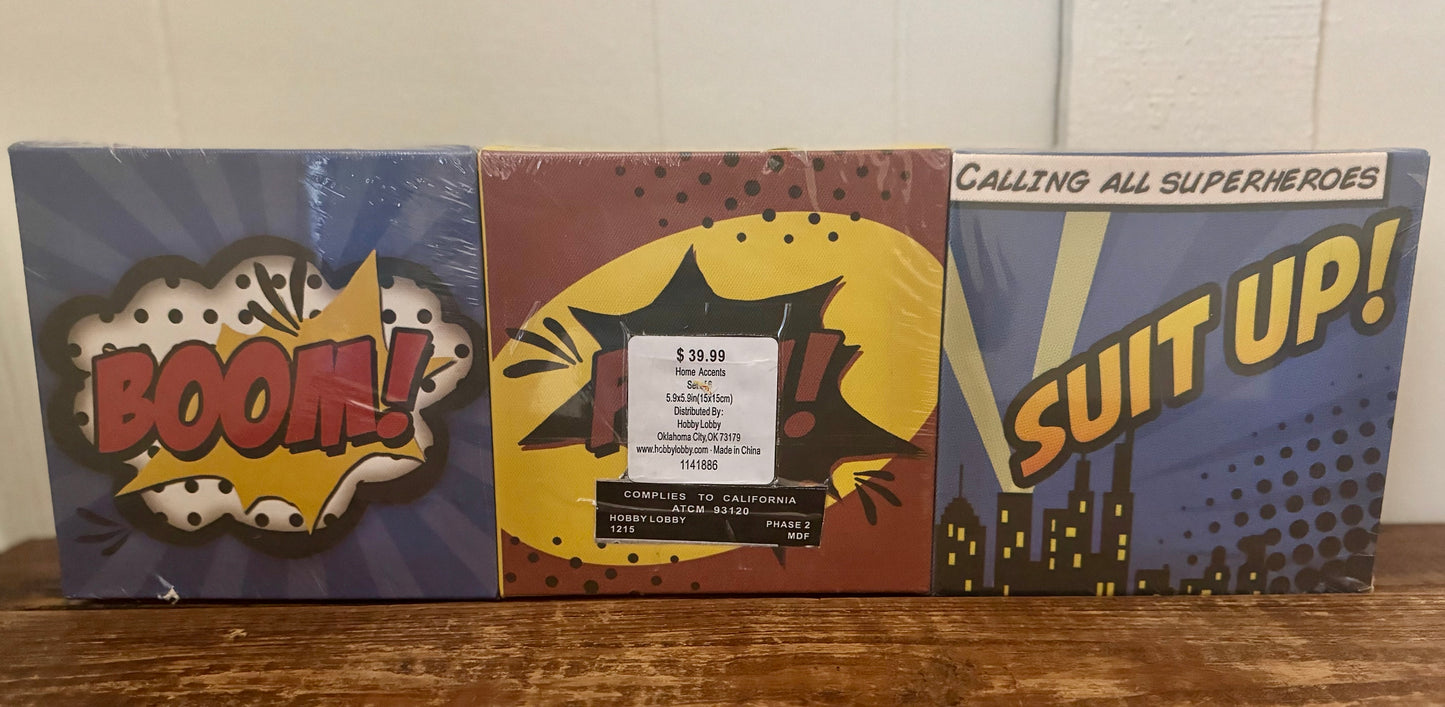 BOOM!
!!
$ 39.99
Home Accents
5.9x5.9in(15x15cm)
Distributed By:
Hobby Lobby
Oklahoma City,OK 73179
www.hobbylobby.com - Made in China
1141886
COMPLIES TO CALIFORNIA
ATCM 93120
HOBBY LOBBY PHASE 2
1215 MDF
CALLING ALL SUPERHEROES
SUIT UP!